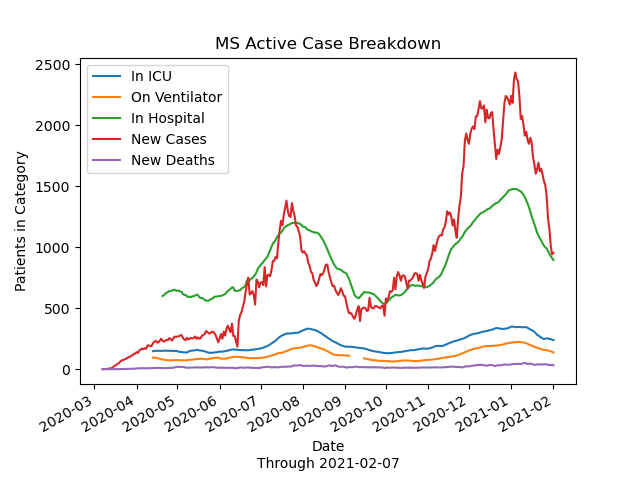 MS Active Case Breakdown
In ICU
On Ventilator
In Hospital
New Cases
New Deaths
Patients in Category
2500
2000
1500
1000
500
0
2020-03
2020-04
2020-05
2020-06
2020-07
2020-08
2020-09
2020-10
2020-11
2020-12
2021-01
2021-02
Date
Through 2021-02-07